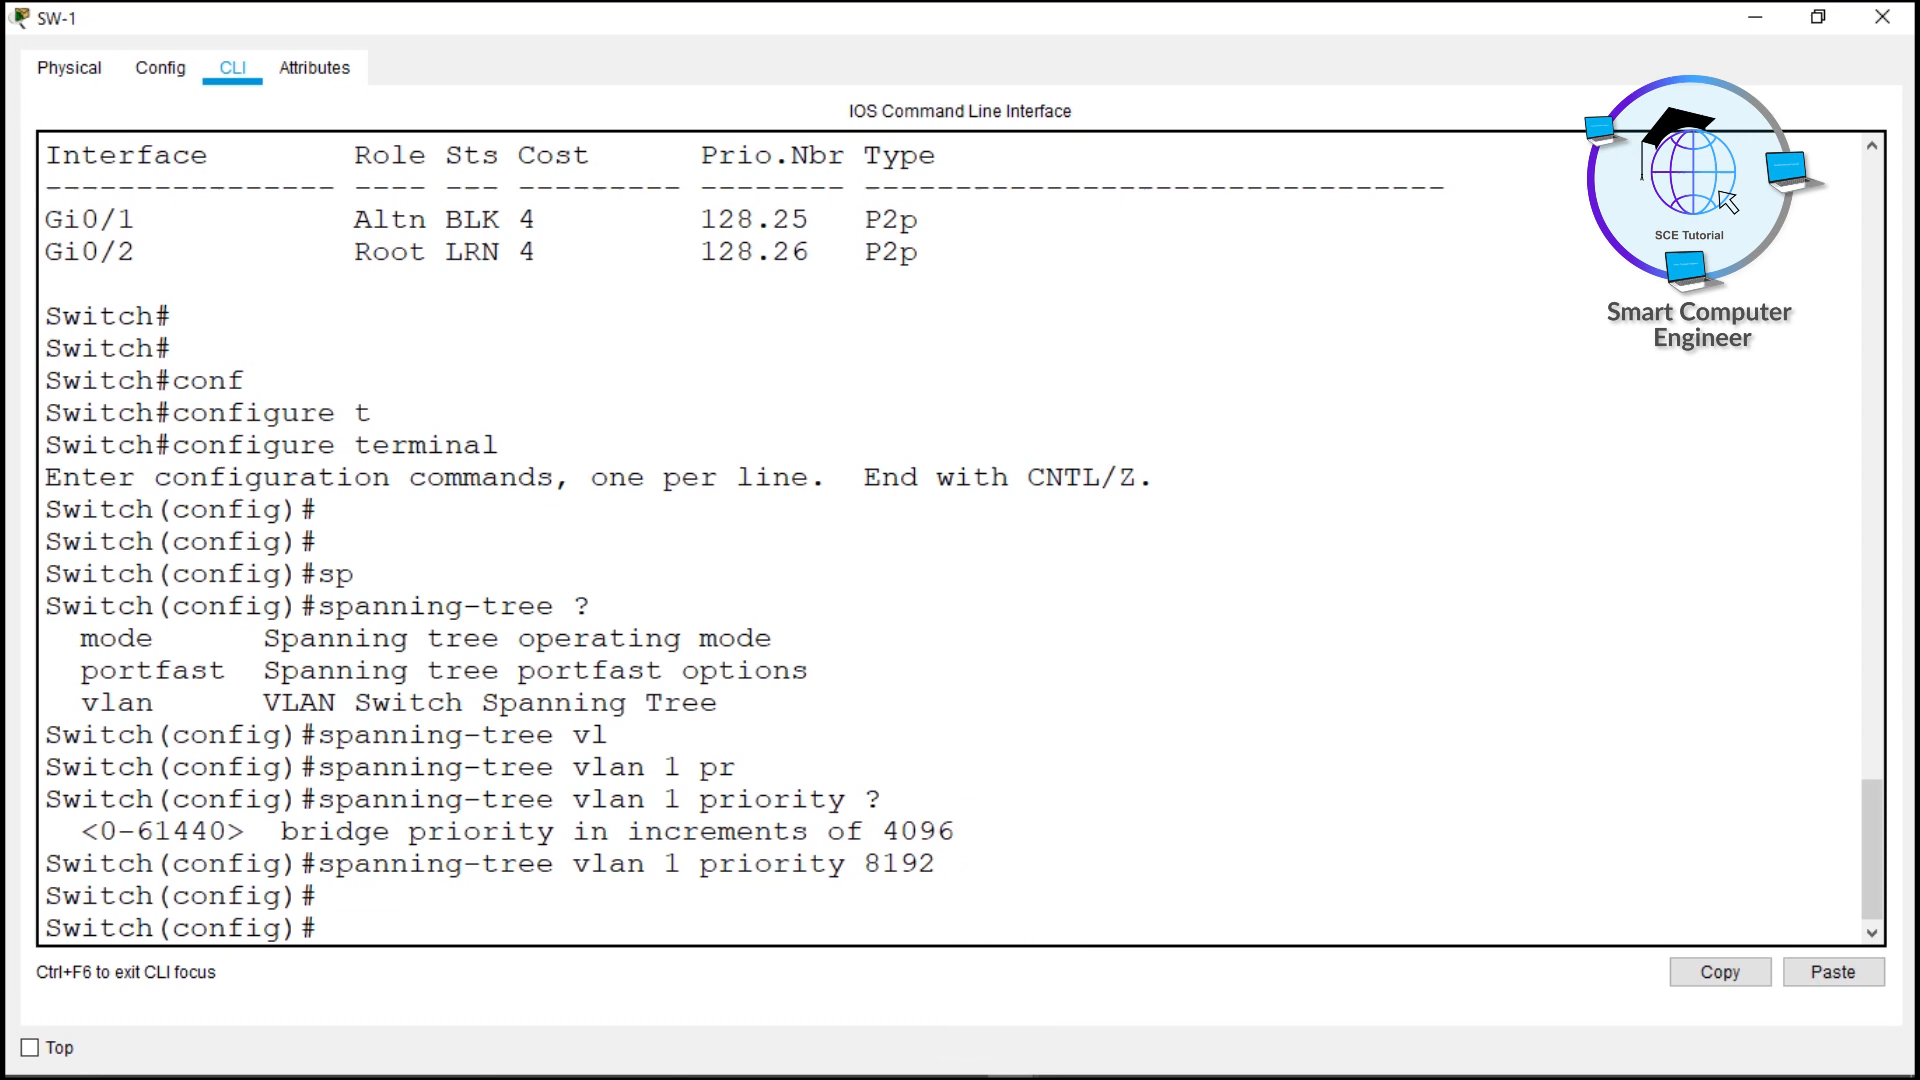 SW-1
Physical Config CLI Attributes
IOS Command Line Interface
Interface Role Sts Cost Prio.Nbr Type
---------------- ---- --- --------- -------- --------------------------------
Gi0/1 Altn BLK 4 128.25 P2p
Gi0/2 Root LRN 4 128.26 P2p
Switch#
Switch#
Switch#conf
Switch#configure t
Switch#configure terminal
Enter configuration commands, one per line. End with CNTL/Z.
Switch(config)#
Switch(config)#
Switch(config)#sp
Switch(config)#spanning-tree ?
mode Spanning tree operating mode
portfast Spanning tree portfast options
vlan VLAN Switch Spanning Tree
Switch(config)#spanning-tree vl
Switch(config)#spanning-tree vlan 1 pr
Switch(config)#spanning-tree vlan 1 priority ?
<0-61440> bridge priority in increments of 4096
Switch(config)#spanning-tree vlan 1 priority 8192
Switch(config)#
Switch(config)#
SCE Tutorial
Smart Computer
Engineer
Ctrl+F6 to exit CLI focus
Copy Paste
Top